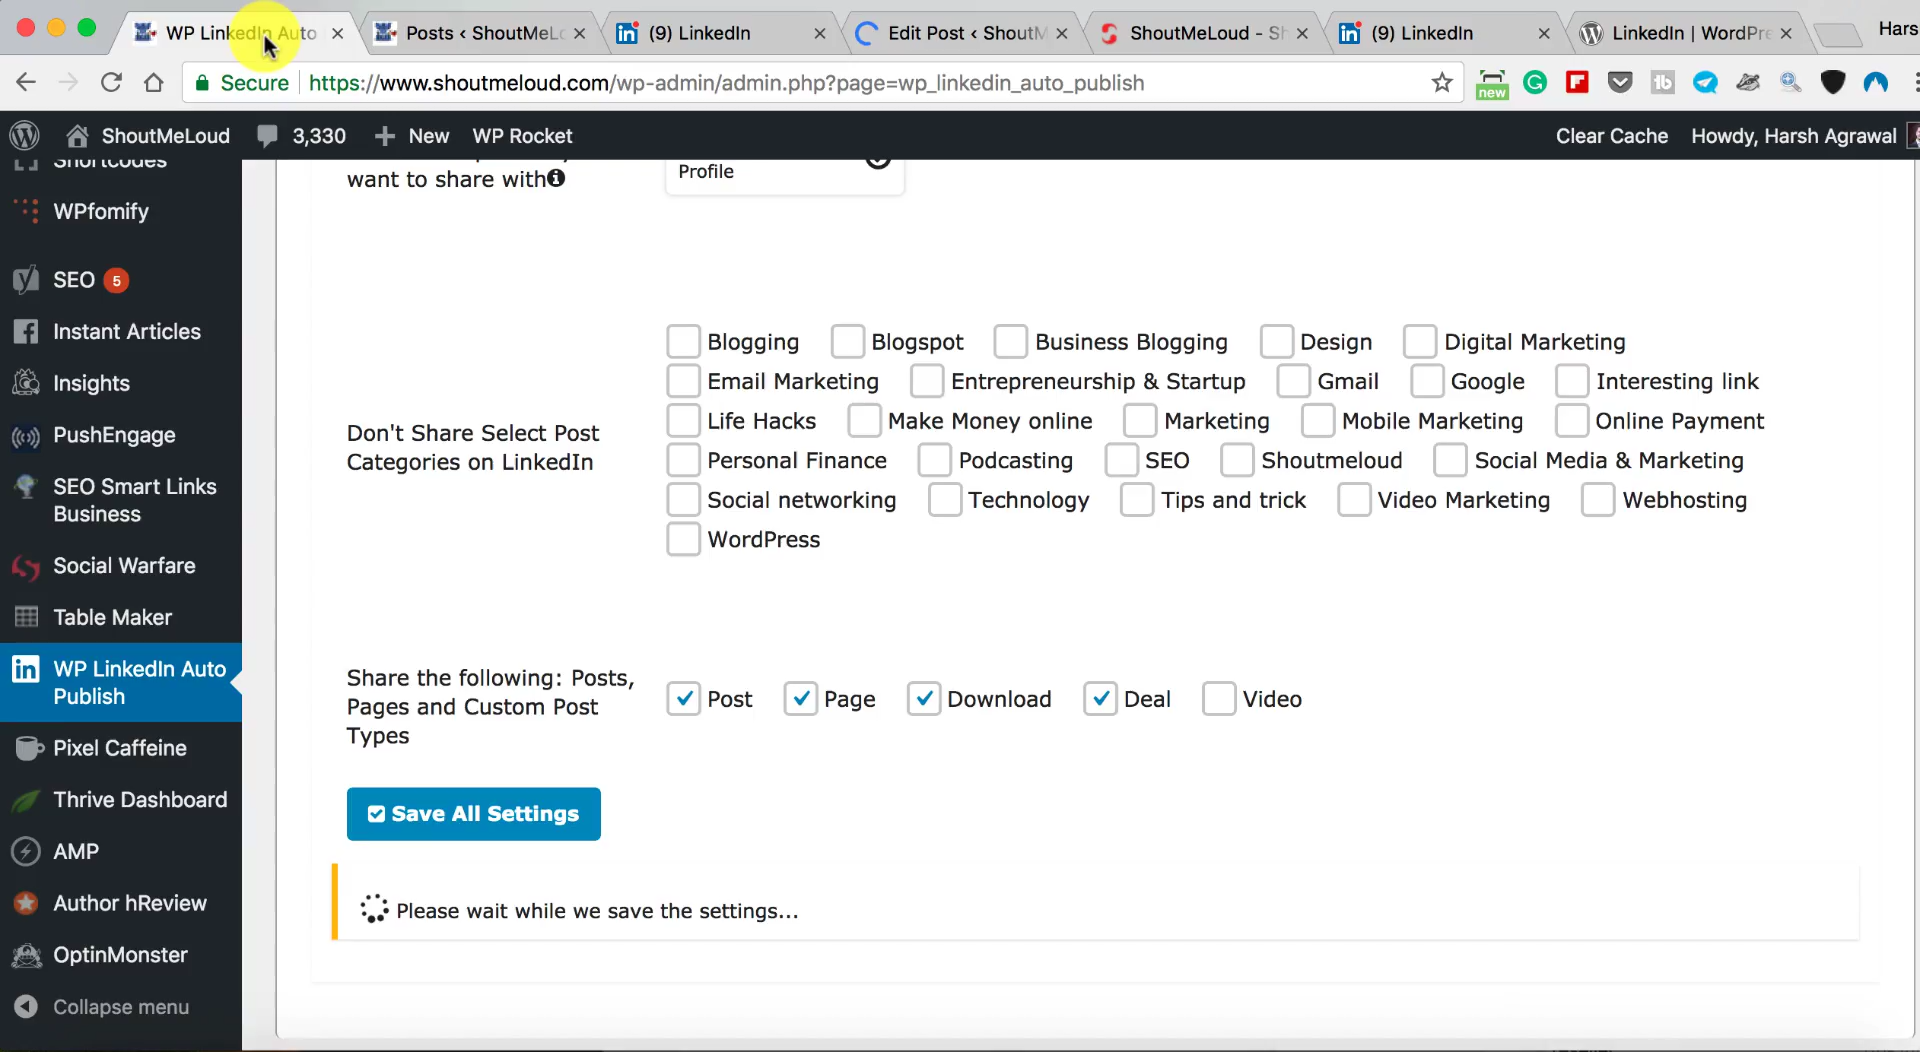 WP LinkedIn Auto
Posts ‹ ShoutMeLo
(9) LinkedIn
Edit Post ‹ ShoutM
ShoutMeLoud - Sh
(9) LinkedIn
LinkedIn | WordPre
Hars
Secure
https://www.shoutmeloud.com/wp-admin/admin.php?page=wp_linkedin_auto_publish
new
ShoutMeLoud
3,330
New
WP Rocket
Clear Cache
Howdy, Harsh Agrawal
Shortcodes
WPfomify
SEO 5
Instant Articles
Insights
PushEngage
SEO Smart Links
Business
Social Warfare
Table Maker
WP LinkedIn Auto
Publish
Pixel Caffeine
Thrive Dashboard
AMP
Author hReview
OptinMonster
Collapse menu
want to share with
Profile
Don't Share Select Post
Categories on LinkedIn
Blogging Blogspot Business Blogging Design Digital Marketing
Email Marketing Entrepreneurship & Startup Gmail Google Interesting link
Life Hacks Make Money online Marketing Mobile Marketing Online Payment
Personal Finance Podcasting SEO Shoutmeloud Social Media & Marketing
Social networking Technology Tips and trick Video Marketing Webhosting
WordPress
Share the following: Posts,
Pages and Custom Post
Types
Post Page Download Deal Video
Save All Settings
Please wait while we save the settings...